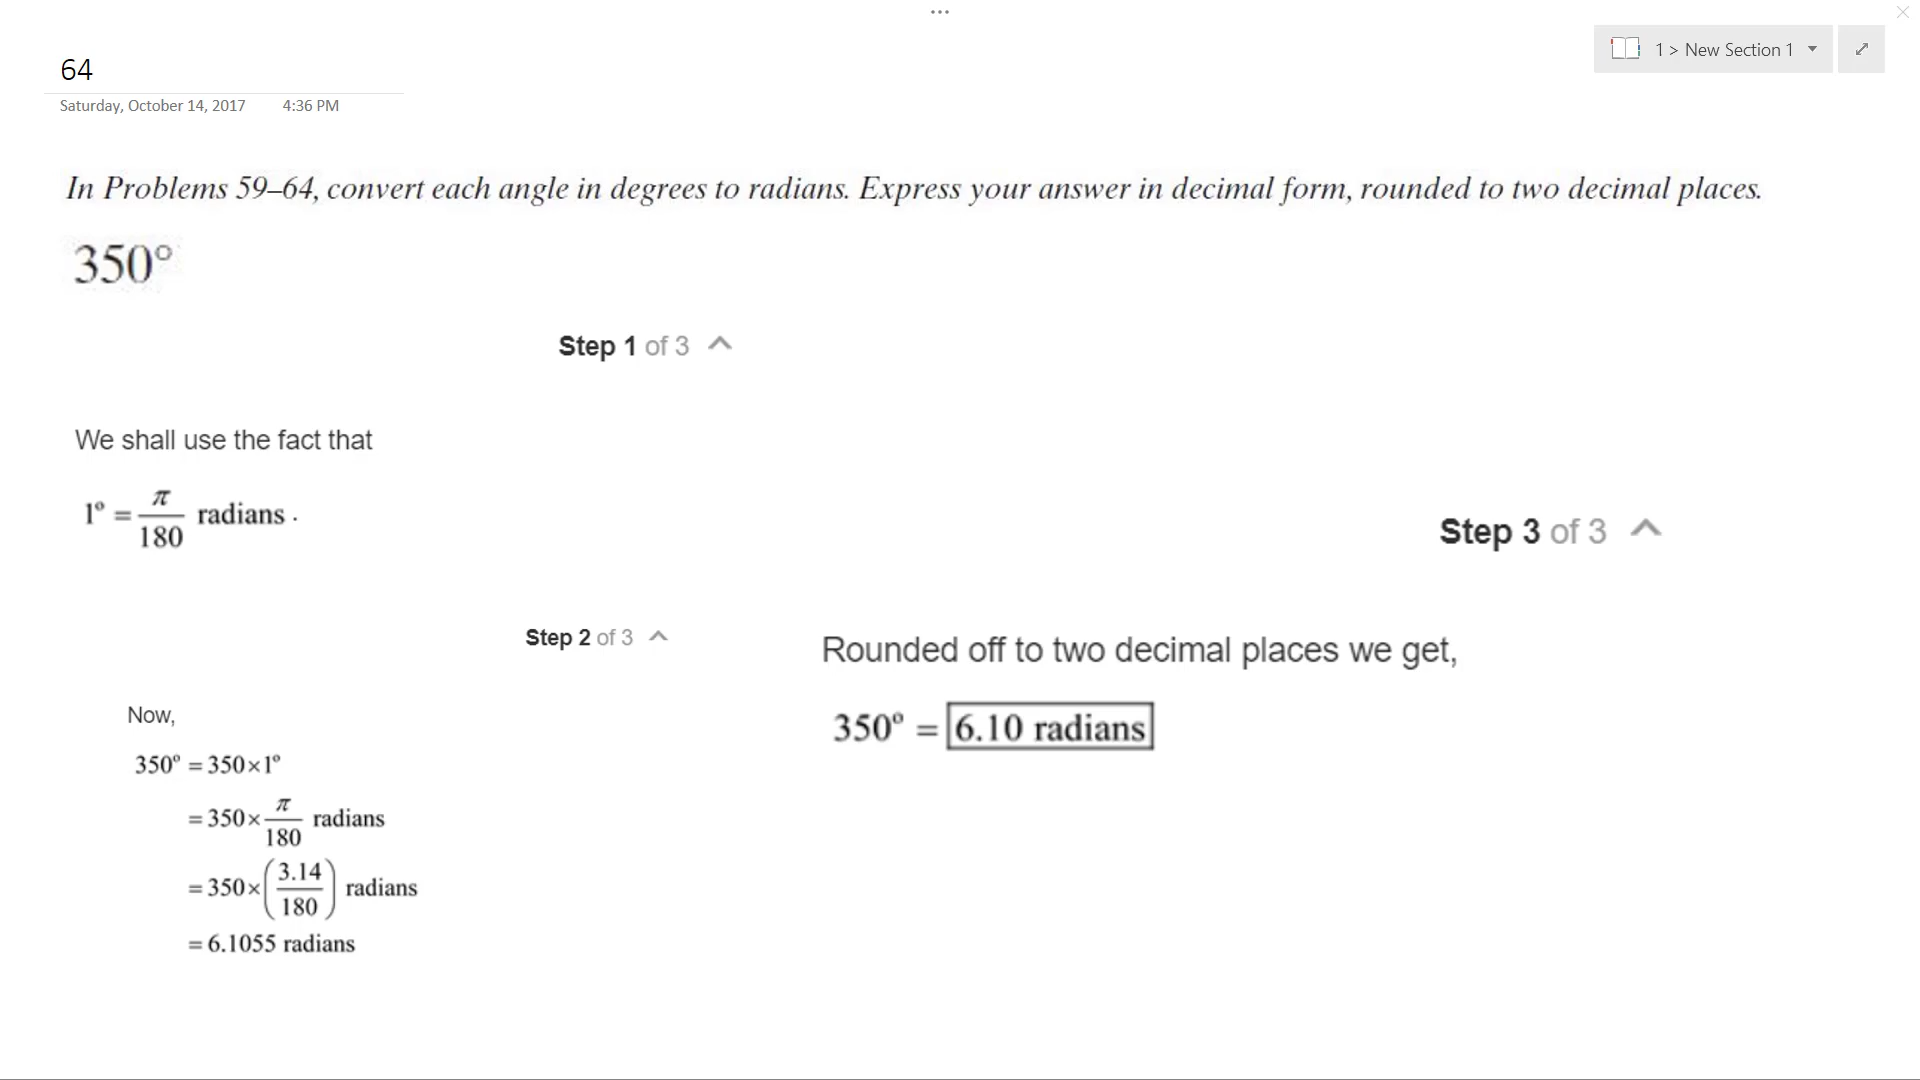 ...
1 > New Section 1
64
Saturday, October 14, 2017 4:36 PM
In Problems 59–64, convert each angle in degrees to radians. Express your answer in decimal form, rounded to two decimal places.
350°
Step 1 of 3
We shall use the fact that
1° = π/180 radians .
Step 2 of 3
Now,
350° = 350×1°
= 350× π/180 radians
= 350×(3.14/180) radians
= 6.1055 radians
Step 3 of 3
Rounded off to two decimal places we get,
350° = 6.10 radians